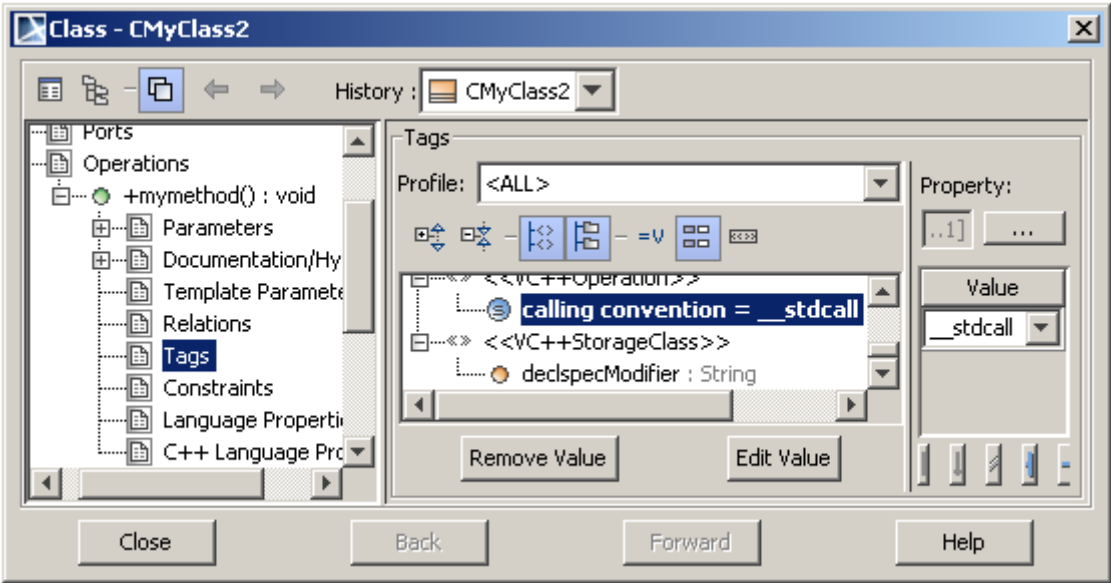 Class - CMyClass2
History : CMyClass2
Ports
Operations
+mymethod() : void
Parameters
Documentation/Hy
Template Paramete
Relations
Tags
Constraints
Language Properti
C++ Language Pro
Tags
Profile: <ALL>
=V
<<VC++Operation>>
calling convention = __stdcall
<<VC++StorageClass>>
declspecModifier : String
Remove Value Edit Value
Property:
..1] ...
Value
__stdcall
Close Back Forward Help